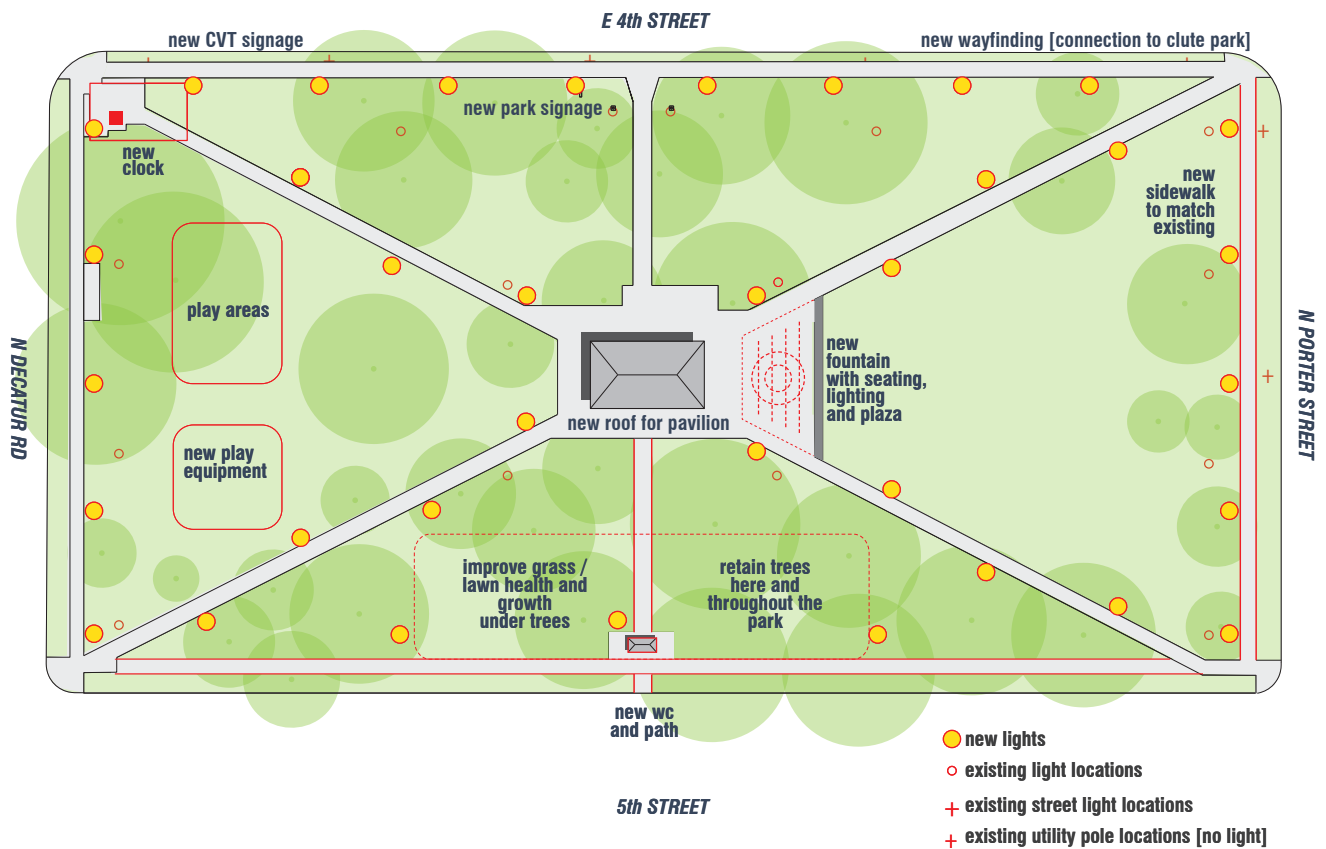 E 4th STREET
new CVT signage
new wayfinding [connection to clute park]
new park signage
new
clock
new
sidewalk
to match
existing
play areas
N DECATUR RD
N PORTER STREET
new
fountain
with seating,
lighting
and plaza
new roof for pavilion
new play
equipment
improve grass /
lawn health and
growth
under trees
retain trees
here and
throughout the
park
new wc
and path
new lights
existing light locations
5th STREET
existing street light locations
existing utility pole locations [no light]